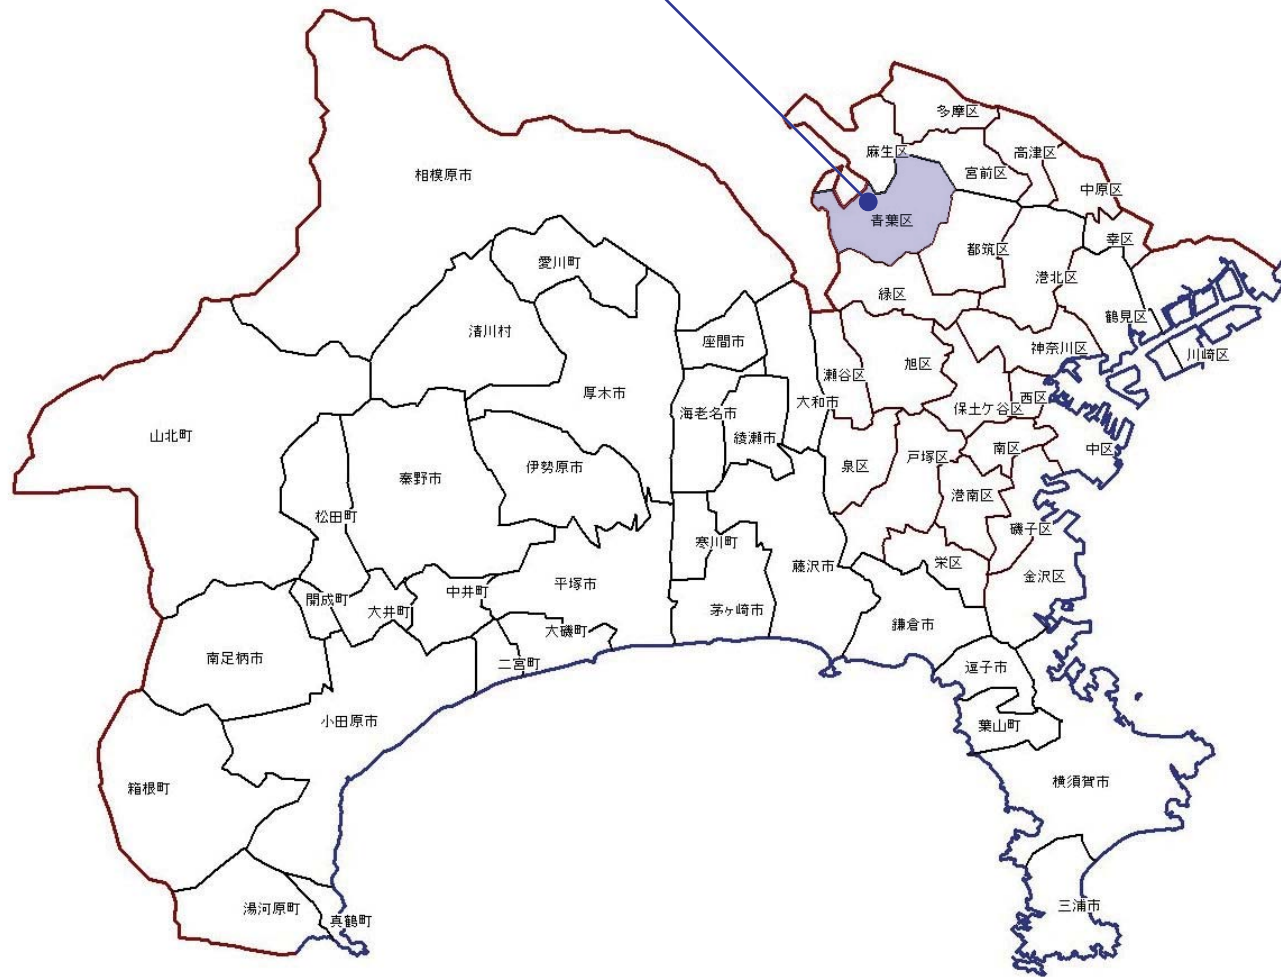 多摩区
麻生区
高津区
宮前区
中原区
相模原市
青葉区
幸区
都筑区
港北区
愛川町
緑区
鶴見区
清川村
座間市
神奈川区
川崎区
旭区
瀬谷区
厚木市
大和市
西区
保土ケ谷区
海老名市
綾瀬市
山北町
南区
中区
戸塚区
伊勢原市
泉区
秦野市
港南区
松田町
磯子区
寒川町
栄区
藤沢市
金沢区
平塚市
中井町
開成町
大井町
茅ヶ崎市
鎌倉市
大磯町
南足柄市
二宮町
逗子市
小田原市
葉山町
横須賀市
箱根町
三浦市
湯河原町
真鶴町